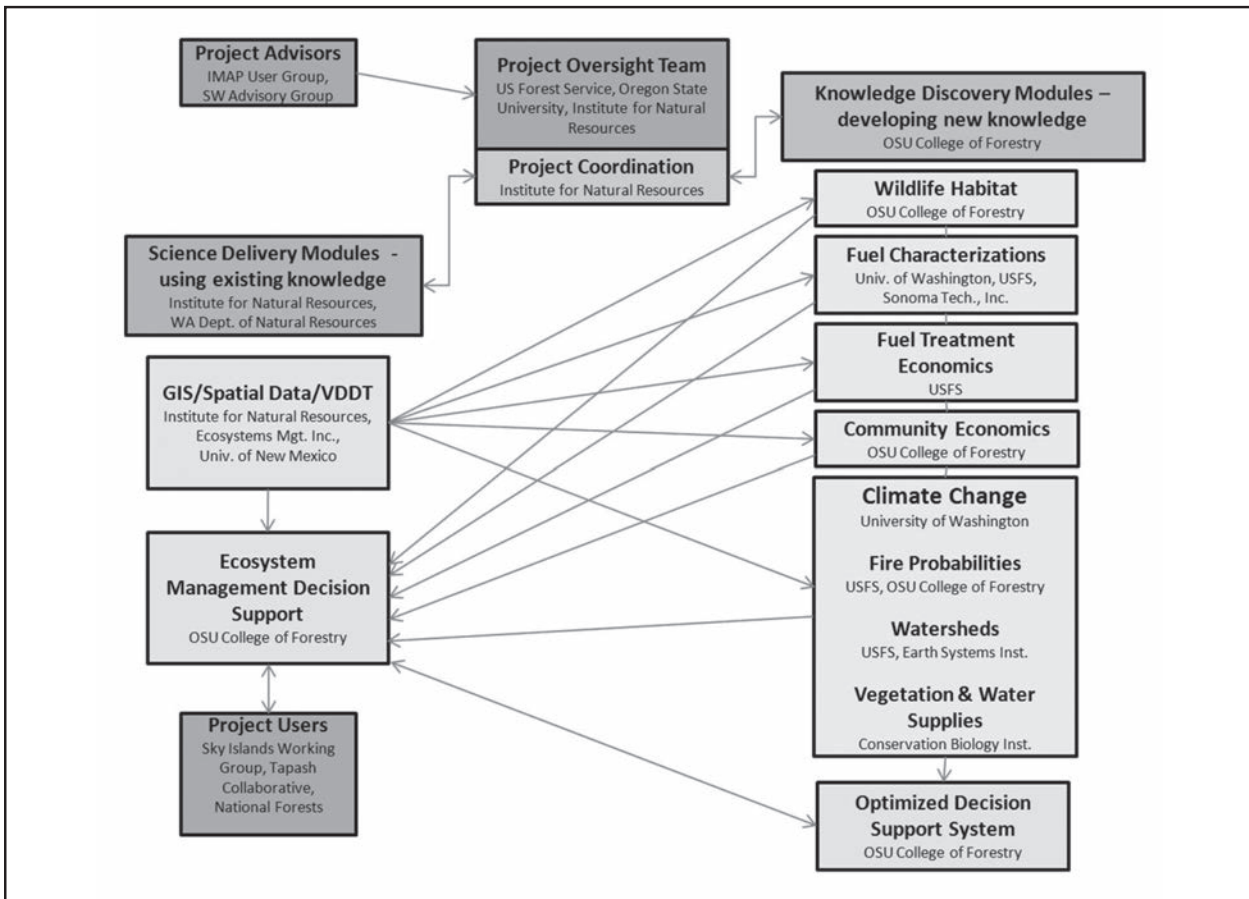 Project Advisors
IMAP User Group,
SW Advisory Group
Project Oversight Team
US Forest Service, Oregon State
University, Institute for Natural
Resources
Project Coordination
Institute for Natural Resources
Knowledge Discovery Modules –
developing new knowledge
OSU College of Forestry
Science Delivery Modules -
using existing knowledge
Institute for Natural Resources,
WA Dept. of Natural Resources
GIS/Spatial Data/VDDT
Institute for Natural Resources,
Ecosystems Mgt. Inc.,
Univ. of New Mexico
Ecosystem
Management Decision
Support
OSU College of Forestry
Project Users
Sky Islands Working
Group, Tapash
Collaborative,
National Forests
Wildlife Habitat
OSU College of Forestry
Fuel Characterizations
Univ. of Washington, USFS,
Sonoma Tech., Inc.
Fuel Treatment
Economics
USFS
Community Economics
OSU College of Forestry
Climate Change
University of Washington
Fire Probabilities
USFS, OSU College of Forestry
Watersheds
USFS, Earth Systems Inst.
Vegetation & Water
Supplies
Conservation Biology Inst.
Optimized Decision
Support System
OSU College of Forestry